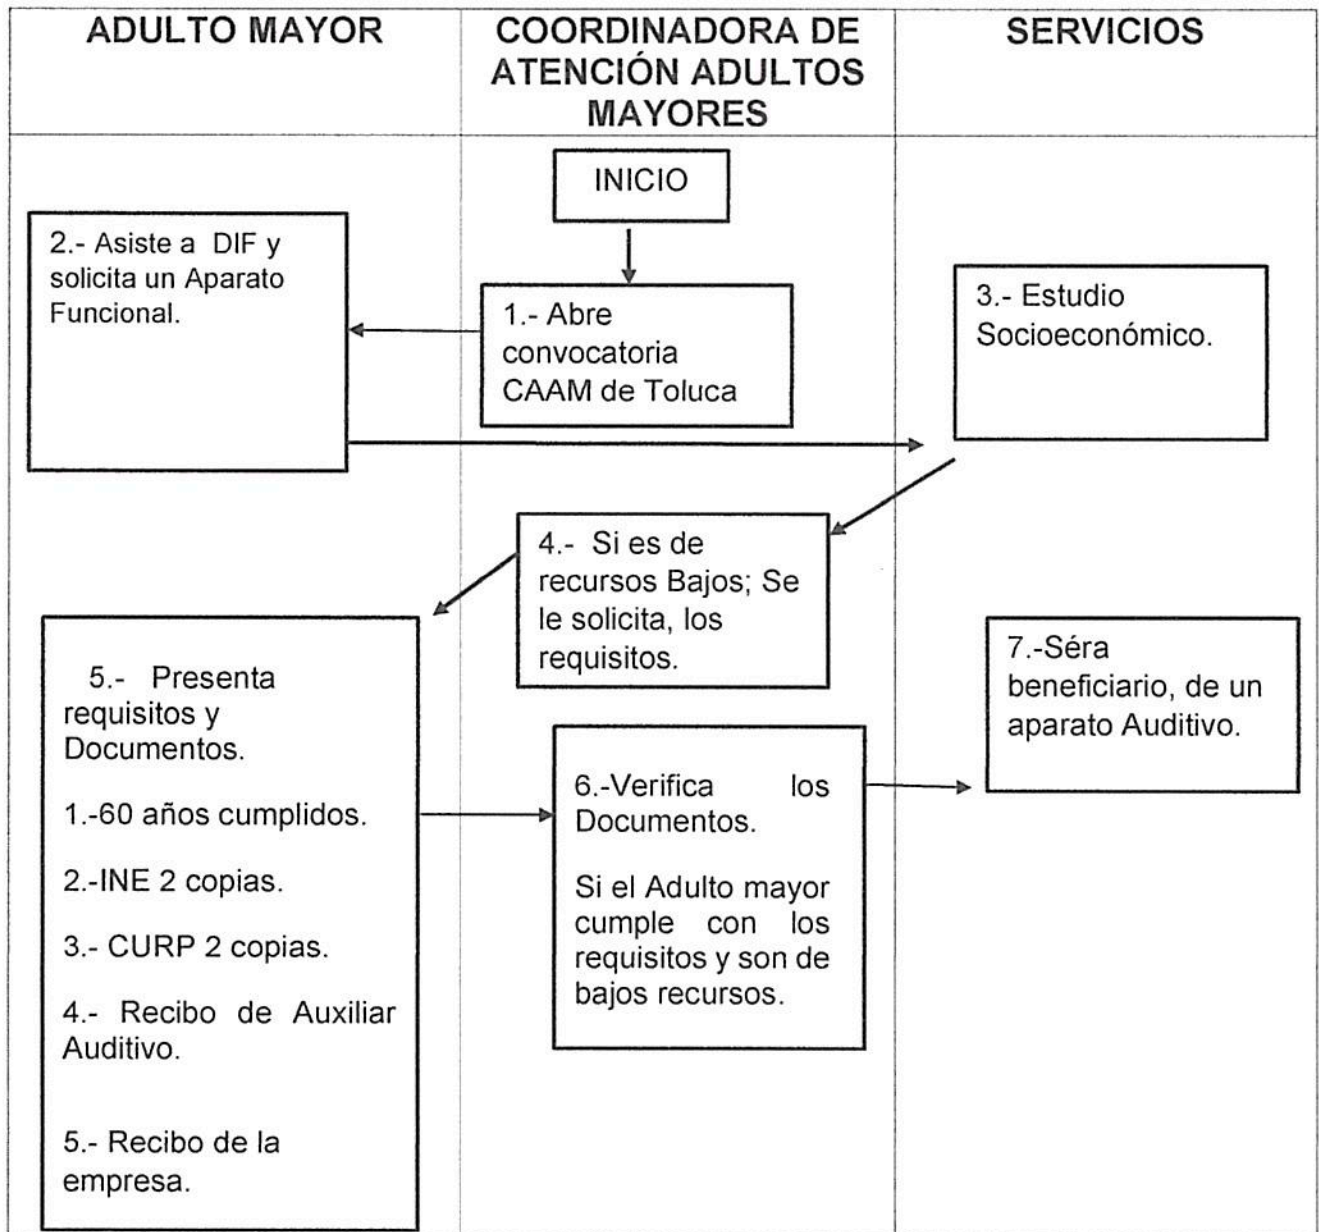 ADULTO MAYOR
COORDINADORA DE
ATENCIÓN ADULTOS
MAYORES
SERVICIOS
INICIO
1.- Abre
convocatoria
CAAM de Toluca
2.- Asiste a DIF y
solicita un Aparato
Funcional.
3.- Estudio
Socioeconómico.
4.- Si es de
recursos Bajos; Se
le solicita, los
requisitos.
5.- Presenta
requisitos y
Documentos.
1.-60 años cumplidos.
2.-INE 2 copias.
3.- CURP 2 copias.
4.- Recibo de Auxiliar
Auditivo.
5.- Recibo de la
empresa.
6.-Verifica los
Documentos.
Si el Adulto mayor
cumple con los
requisitos y son de
bajos recursos.
7.-Séra
beneficiario, de un
aparato Auditivo.